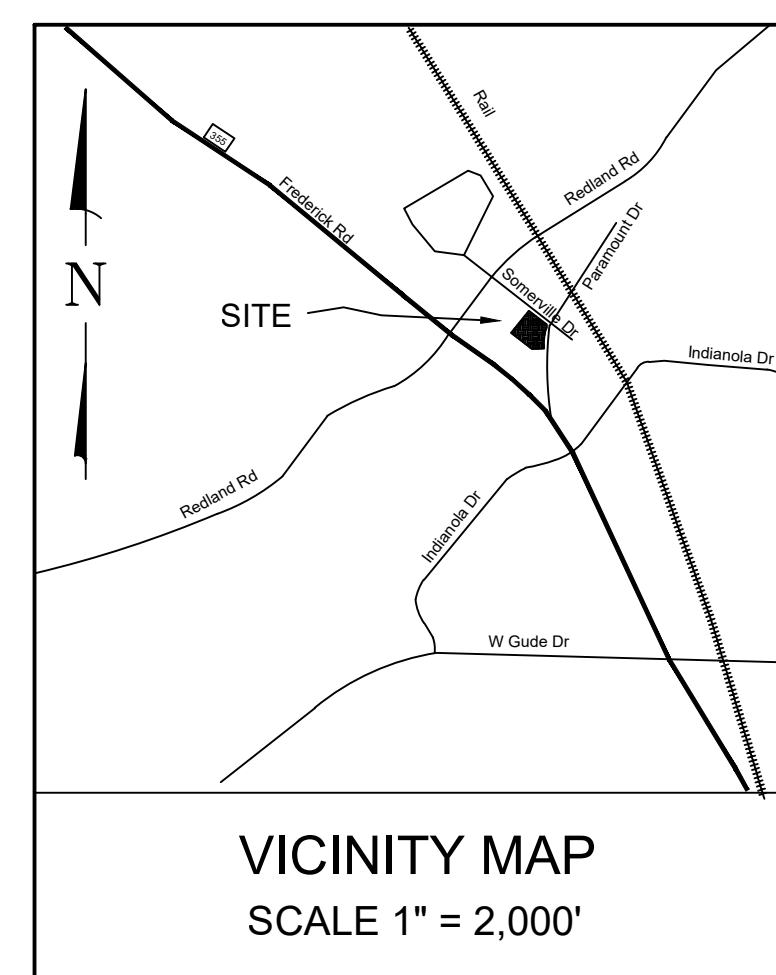 Rail
355
Redland Rd
Frederick Rd
Paramount Dr
N
Somerville Dr
SITE
Indianola Dr
Redland Rd
Indianola Dr
W Gude Dr
VICINITY MAP
SCALE 1" = 2,000'